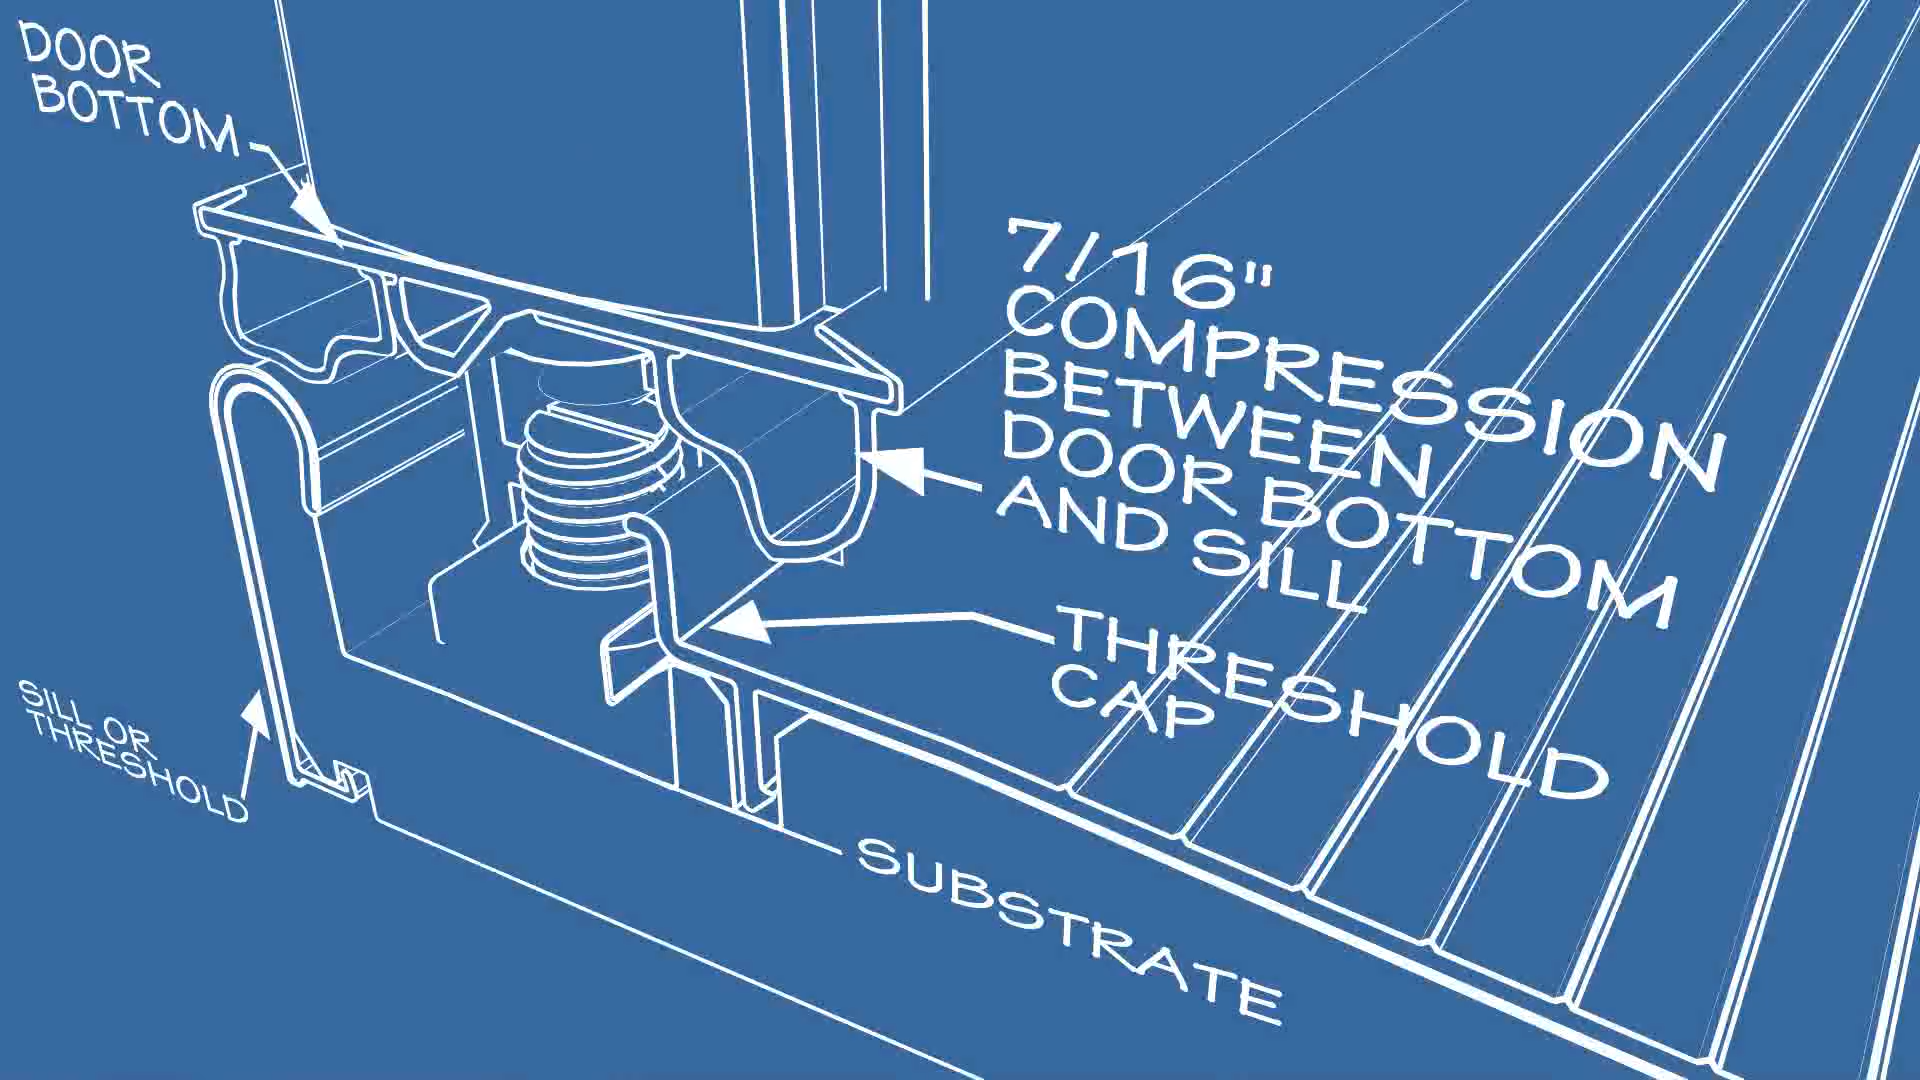 DOOR
BOTTOM
7/16"
COMPRESSION
BETWEEN
DOOR BOTTOM
AND SILL
THRESHOLD
CAP
SILL OR
THRESHOLD
SUBSTRATE